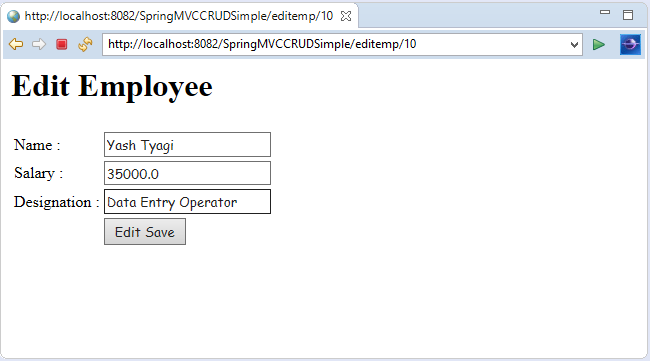 http://localhost:8082/SpringMVCCRUDSimple/editemp/10
http://localhost:8082/SpringMVCCRUDSimple/editemp/10
Edit Employee
Name : Yash Tyagi
Salary : 35000.0
Designation : Data Entry Operator
Edit Save